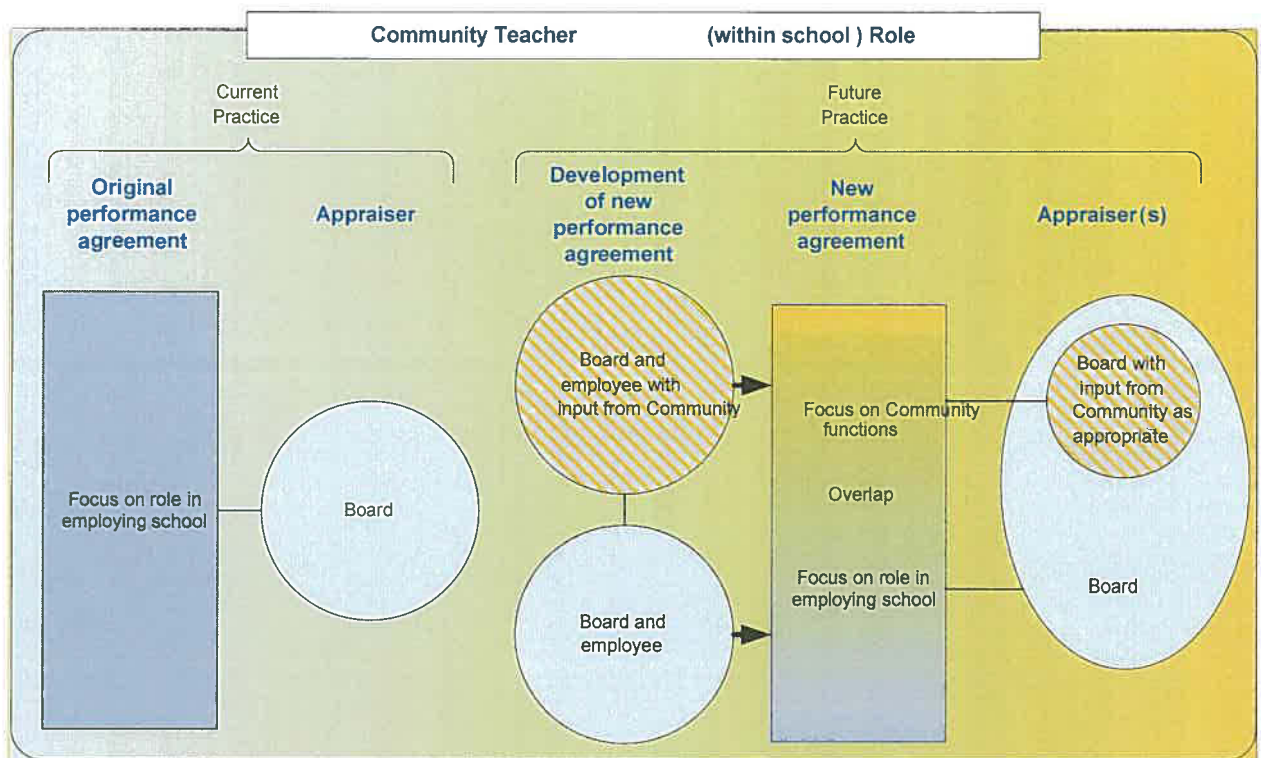 Community Teacher (within school ) Role
Current
Practice
Future
Practice
Original
performance
agreement
Appraiser
Development
of new
performance
agreement
New
performance
agreement
Appraiser(s)
Focus on role in
employing school
Board
Board and
employee with
input from Community
Board and
employee
Focus on Community
functions
Overlap
Focus on role in
employing school
Board with
input from
Community as
appropriate
Board